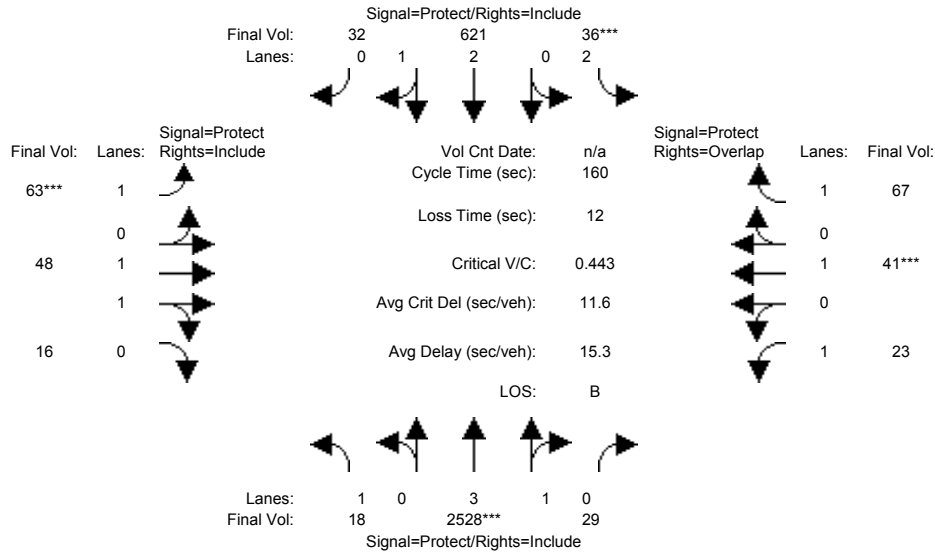 Signal=Protect/Rights=Include
Final Vol: 32 621 36***
Lanes: 0 1 2 0 2
Signal=Protect
Final Vol: Lanes: Rights=Include
Vol Cnt Date: n/a
Signal=Protect
Rights=Overlap Lanes: Final Vol:
Cycle Time (sec): 160
63*** 1
1 67
Loss Time (sec): 12
0
0
48 1
Critical V/C: 0.443
1 41***
1
Avg Crit Del (sec/veh): 11.6
0
16 0
Avg Delay (sec/veh): 15.3
1 23
LOS: B
Lanes: 1 0 3 1 0
Final Vol: 18 2528*** 29
Signal=Protect/Rights=Include